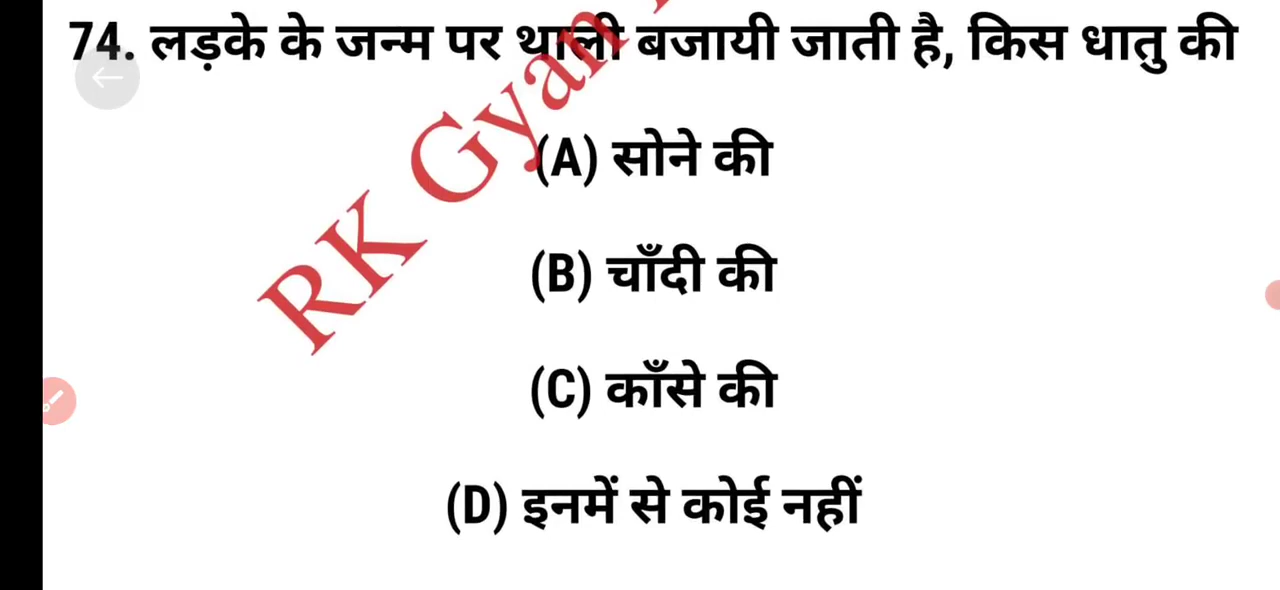 74. लड़के के जन्म पर थाली बजायी जाती है, किस धातु की
(A) सोने की
(B) चाँदी की
(C) काँसे की
(D) इनमें से कोई नहीं
RK Gyan